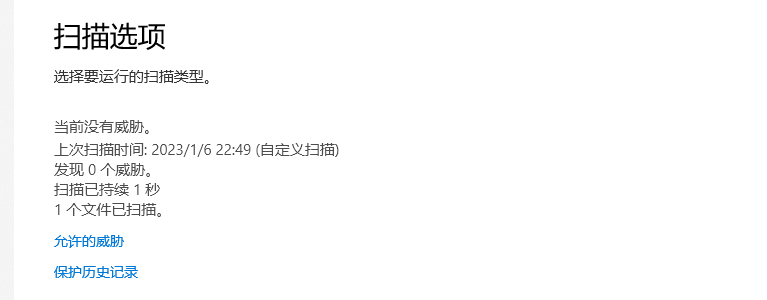 扫描选项
选择要运行的扫描类型。
当前没有威胁。
上次扫描时间: 2023/1/6 22:49 (自定义扫描)
发现 0 个威胁。
扫描已持续 1 秒
1 个文件已扫描。
允许的威胁
保护历史记录